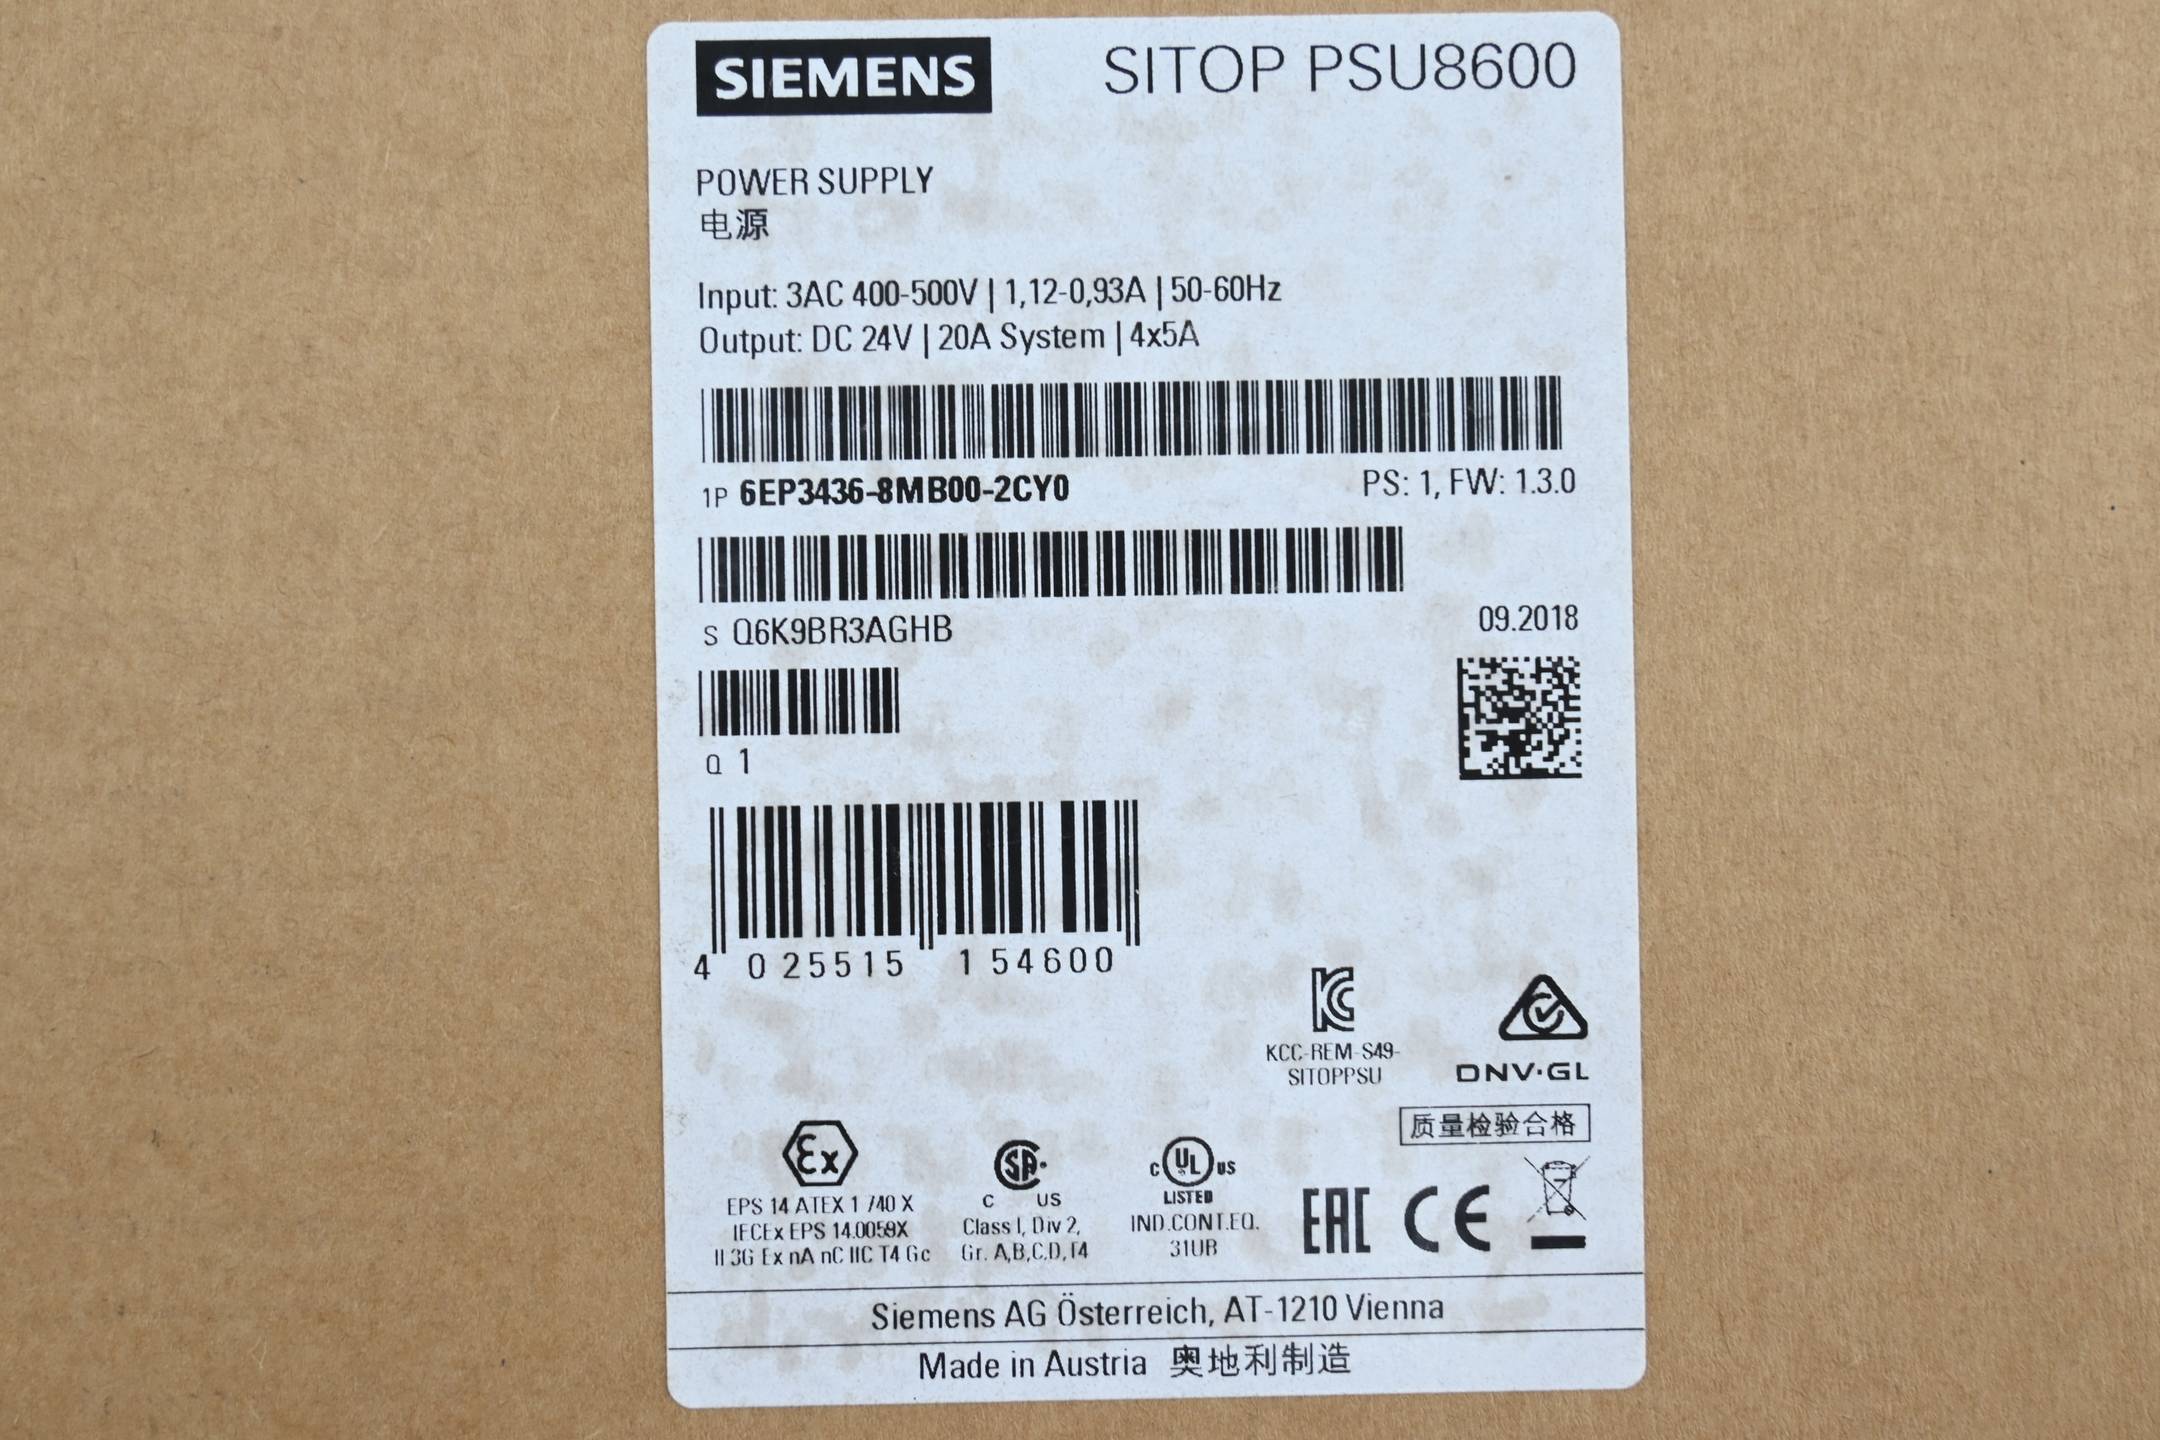 SIEMENS SITOP PSU8600
POWER SUPPLY
电源
Input: 3AC 400-500V | 1,12-0,93A | 50-60Hz
Output: DC 24V | 20A System | 4x5A
1P 6EP3436-8MB00-2CY0 PS: 1, FW: 1.3.0
S Q6K9BR3AGHB 09.2018
Q 1
4 025515 154600
KCC-REM-S49-
SITOPPSU
DNV·GL
质量检验合格
Ex
EPS 14 ATEX 1 740 X
IECEx EPS 14.0059X
II 3G Ex nA nC IIC T4 Gc
SA
C US
Class I, Div 2,
Gr. A,B,C,D,T4
C UL US
LISTED
IND.CONT.EQ.
31UB
EAC CE
Siemens AG Österreich, AT-1210 Vienna
Made in Austria 奥地利制造